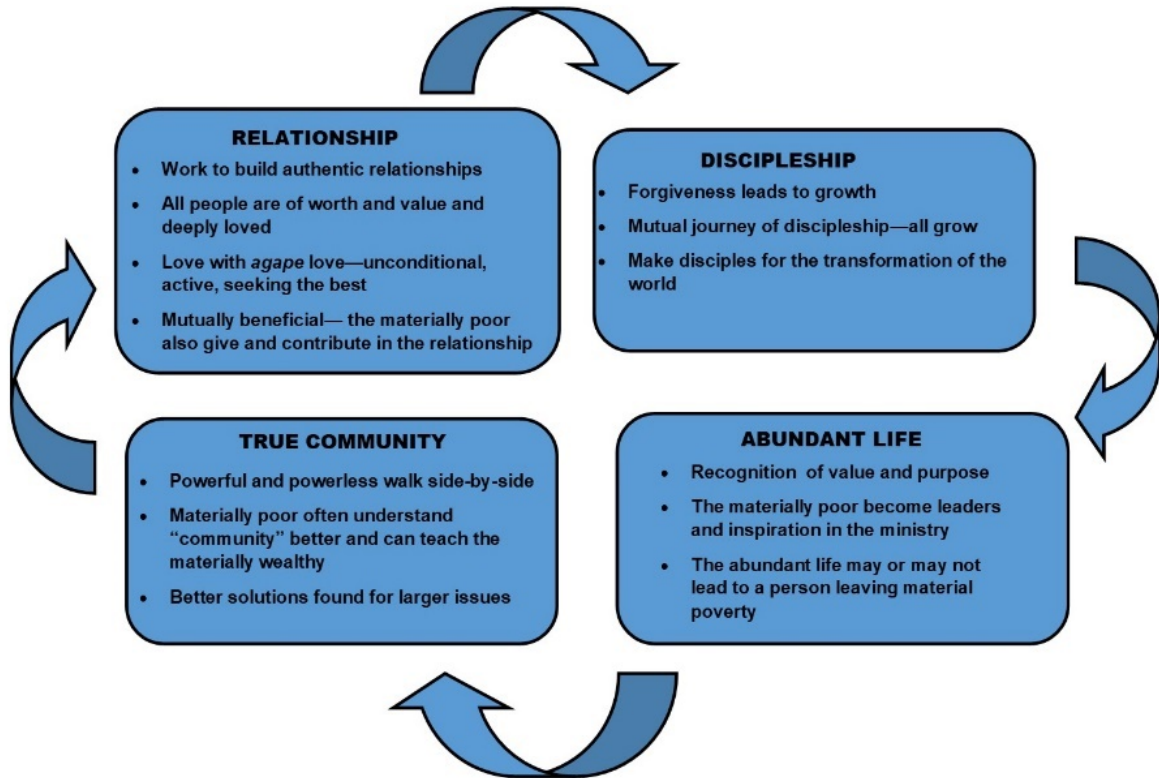 RELATIONSHIP
• Work to build authentic relationships
• All people are of worth and value and
deeply loved
• Love with agape love—unconditional,
active, seeking the best
• Mutually beneficial— the materially poor
also give and contribute in the relationship
DISCIPLESHIP
• Forgiveness leads to growth
• Mutual journey of discipleship—all grow
• Make disciples for the transformation of the
world
ABUNDANT LIFE
• Recognition of value and purpose
• The materially poor become leaders
and inspiration in the ministry
• The abundant life may or may not
lead to a person leaving material
poverty
TRUE COMMUNITY
• Powerful and powerless walk side-by-side
• Materially poor often understand
“community” better and can teach the
materially wealthy
• Better solutions found for larger issues